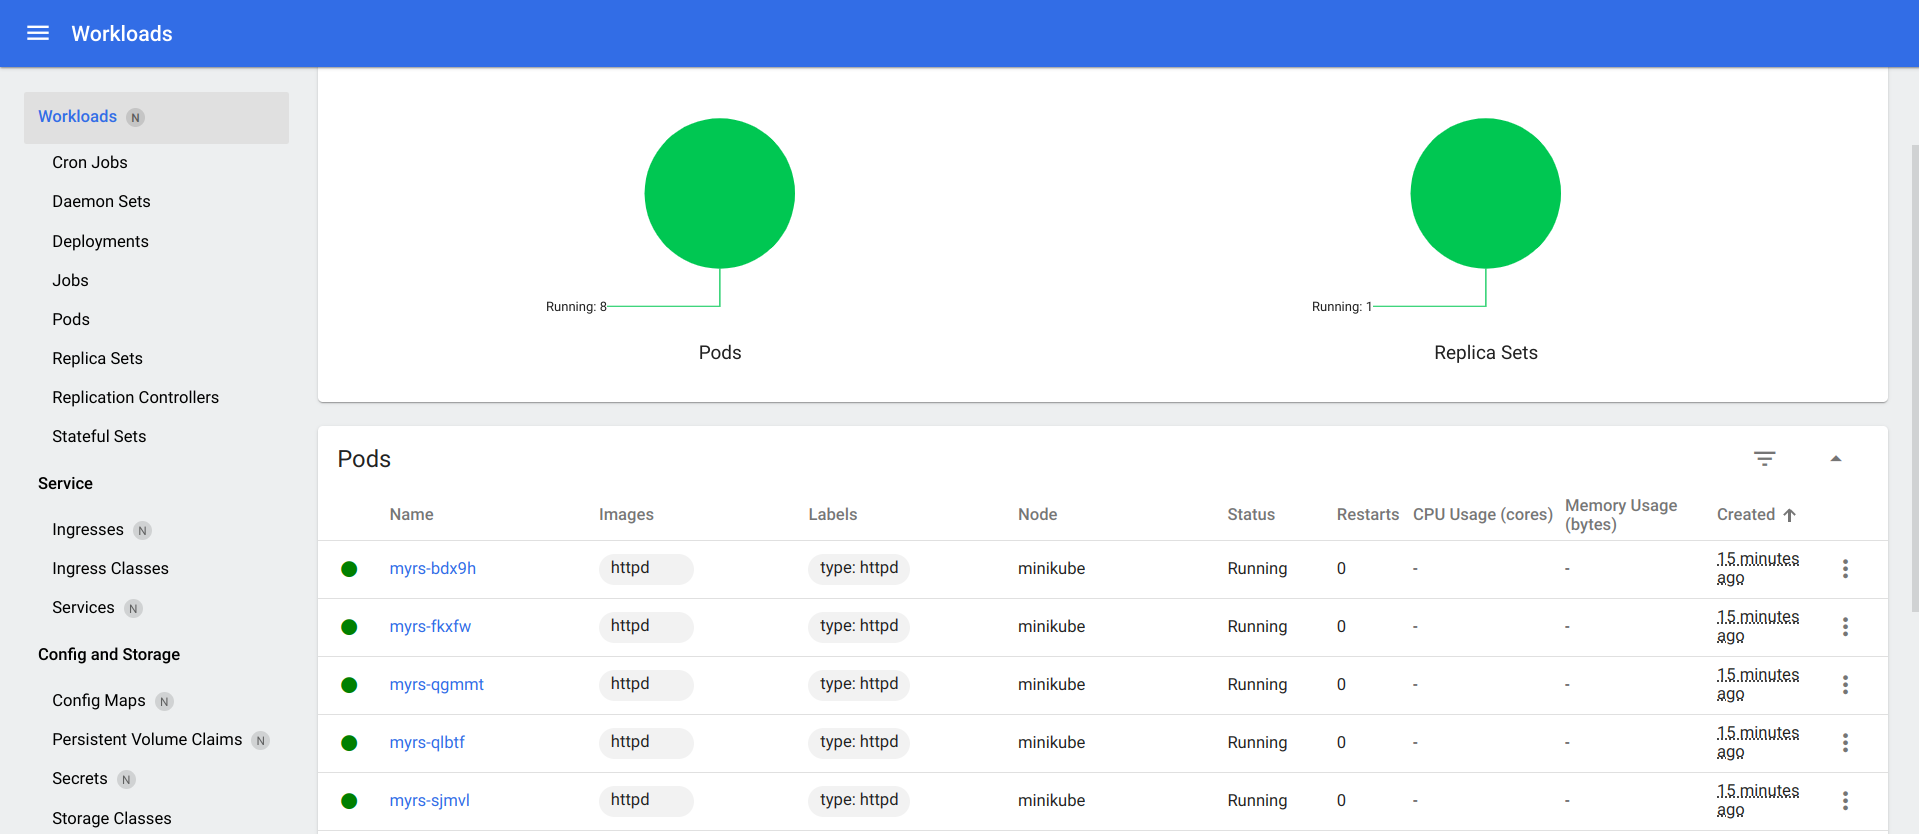 Workloads
Workloads N
Cron Jobs
Daemon Sets
Deployments
Jobs
Pods
Replica Sets
Replication Controllers
Stateful Sets
Service
Ingresses N
Ingress Classes
Services N
Config and Storage
Config Maps N
Persistent Volume Claims N
Secrets N
Storage Classes
Running: 8
Pods
Running: 1
Replica Sets
Pods
Name Images Labels Node Status Restarts CPU Usage (cores) Memory Usage (bytes) Created
myrs-bdx9h httpd type: httpd minikube Running 0 - - 15 minutes ago
myrs-fkxfw httpd type: httpd minikube Running 0 - - 15 minutes ago
myrs-qgmmt httpd type: httpd minikube Running 0 - - 15 minutes ago
myrs-qlbtf httpd type: httpd minikube Running 0 - - 15 minutes ago
myrs-sjmvl httpd type: httpd minikube Running 0 - - 15 minutes ago